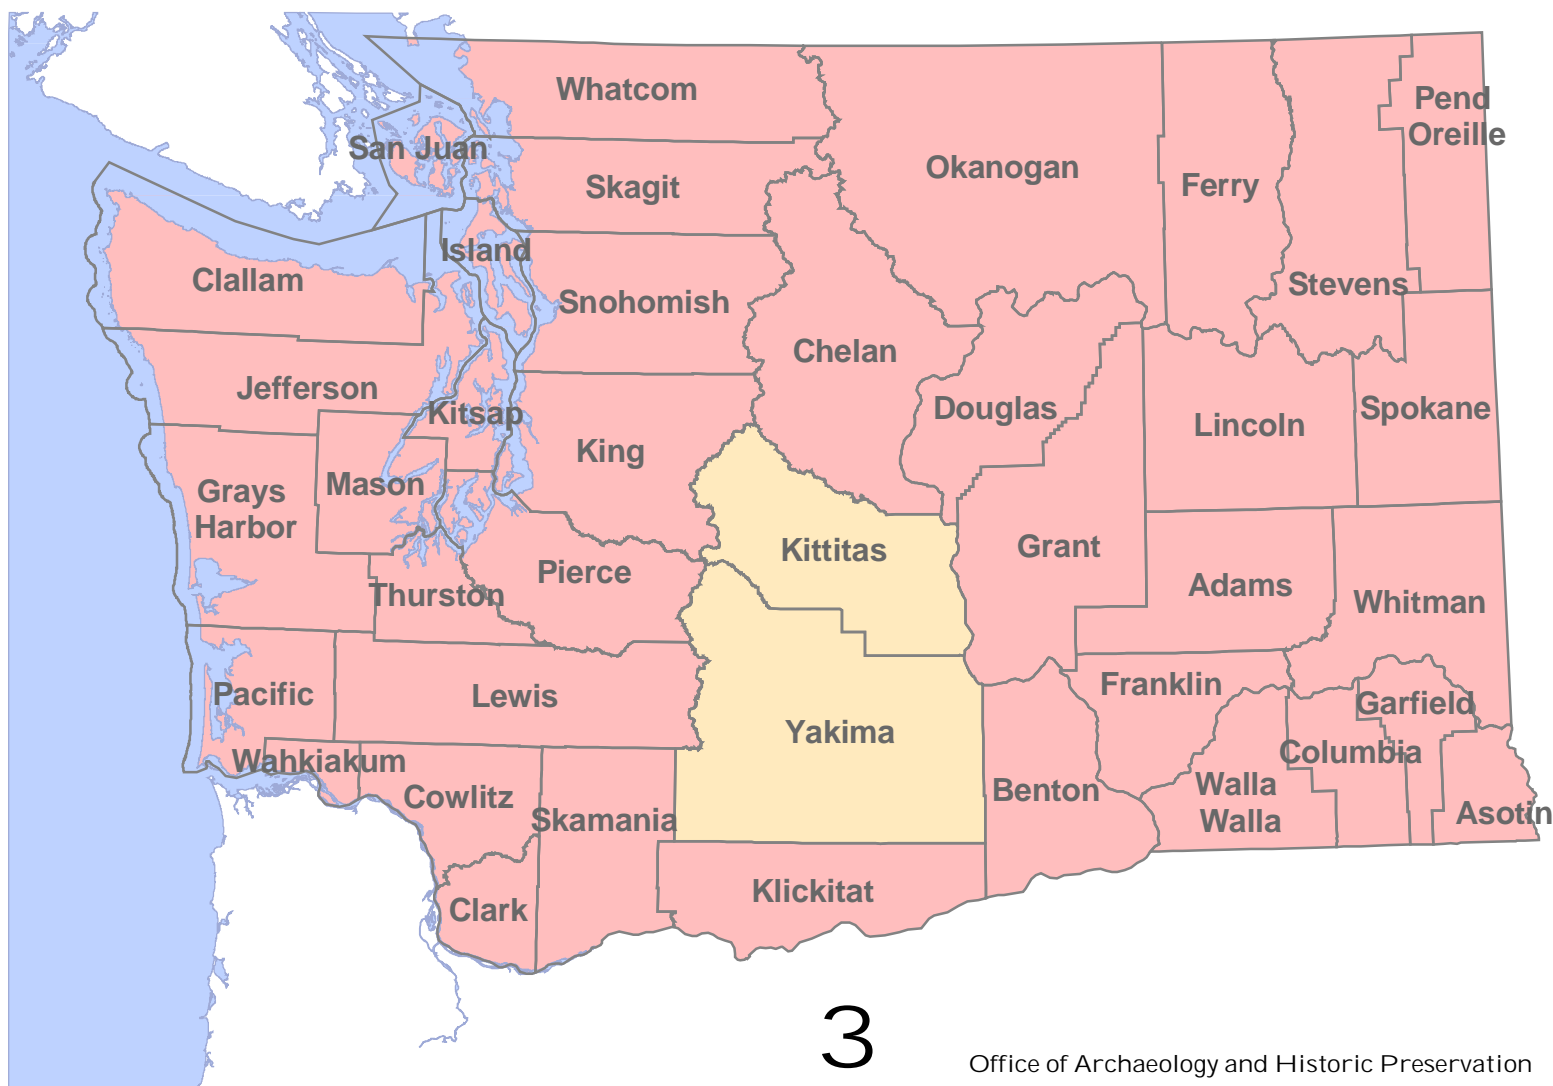 Whatcom
Pend
Oreille
San Juan
Okanogan
Skagit
Ferry
Island
Clallam
Stevens
Snohomish
Chelan
Jefferson
Douglas
Kitsap
Spokane
Lincoln
King
Mason
Grays
Harbor
Kittitas
Grant
Pierce
Adams
Thurston
Whitman
Franklin
Pacific
Lewis
Garfield
Yakima
Columbia
Wahkiakum
Walla
Walla
Benton
Cowlitz
Asotin
Skamania
Klickitat
Clark
3
Office of Archaeology and Historic Preservation